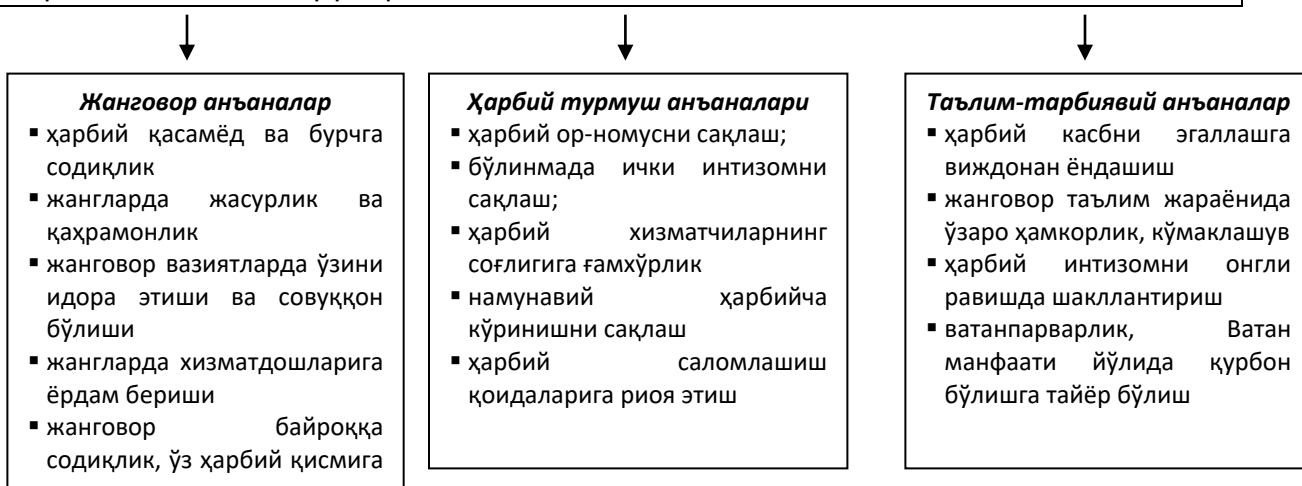 Жанговор анъаналар
▪ ҳарбий қасамёд ва бурчга
содиқлик
▪ жангларда жасурлик ва
қаҳрамонлик
▪ жанговор вазиятларда ўзини
идора этиши ва совуққон
бўлиши
▪ жангларда хизматдошларига
ёрдам бериши
▪ жанговор байроққа
содиқлик, ўз ҳарбий қисмига
Ҳарбий турмуш анъаналари
▪ ҳарбий ор-номусни сақлаш;
▪ бўлинмада ички интизомни
сақлаш;
▪ ҳарбий хизматчиларнинг
соғлигига ғамхўрлик
▪ намунавий ҳарбийча
кўринишни сақлаш
▪ ҳарбий саломлашиш
қоидаларига риоя этиш
Таълим-тарбиявий анъаналар
▪ ҳарбий касбни эгаллашга
виждонан ёндашиш
▪ жанговор таълим жараёнида
ўзаро ҳамкорлик, кўмаклашув
▪ ҳарбий интизомни онгли
равишда шакллантириш
▪ ватанпарварлик, Ватан
манфаати йўлида қурбон
бўлишга тайёр бўлиш